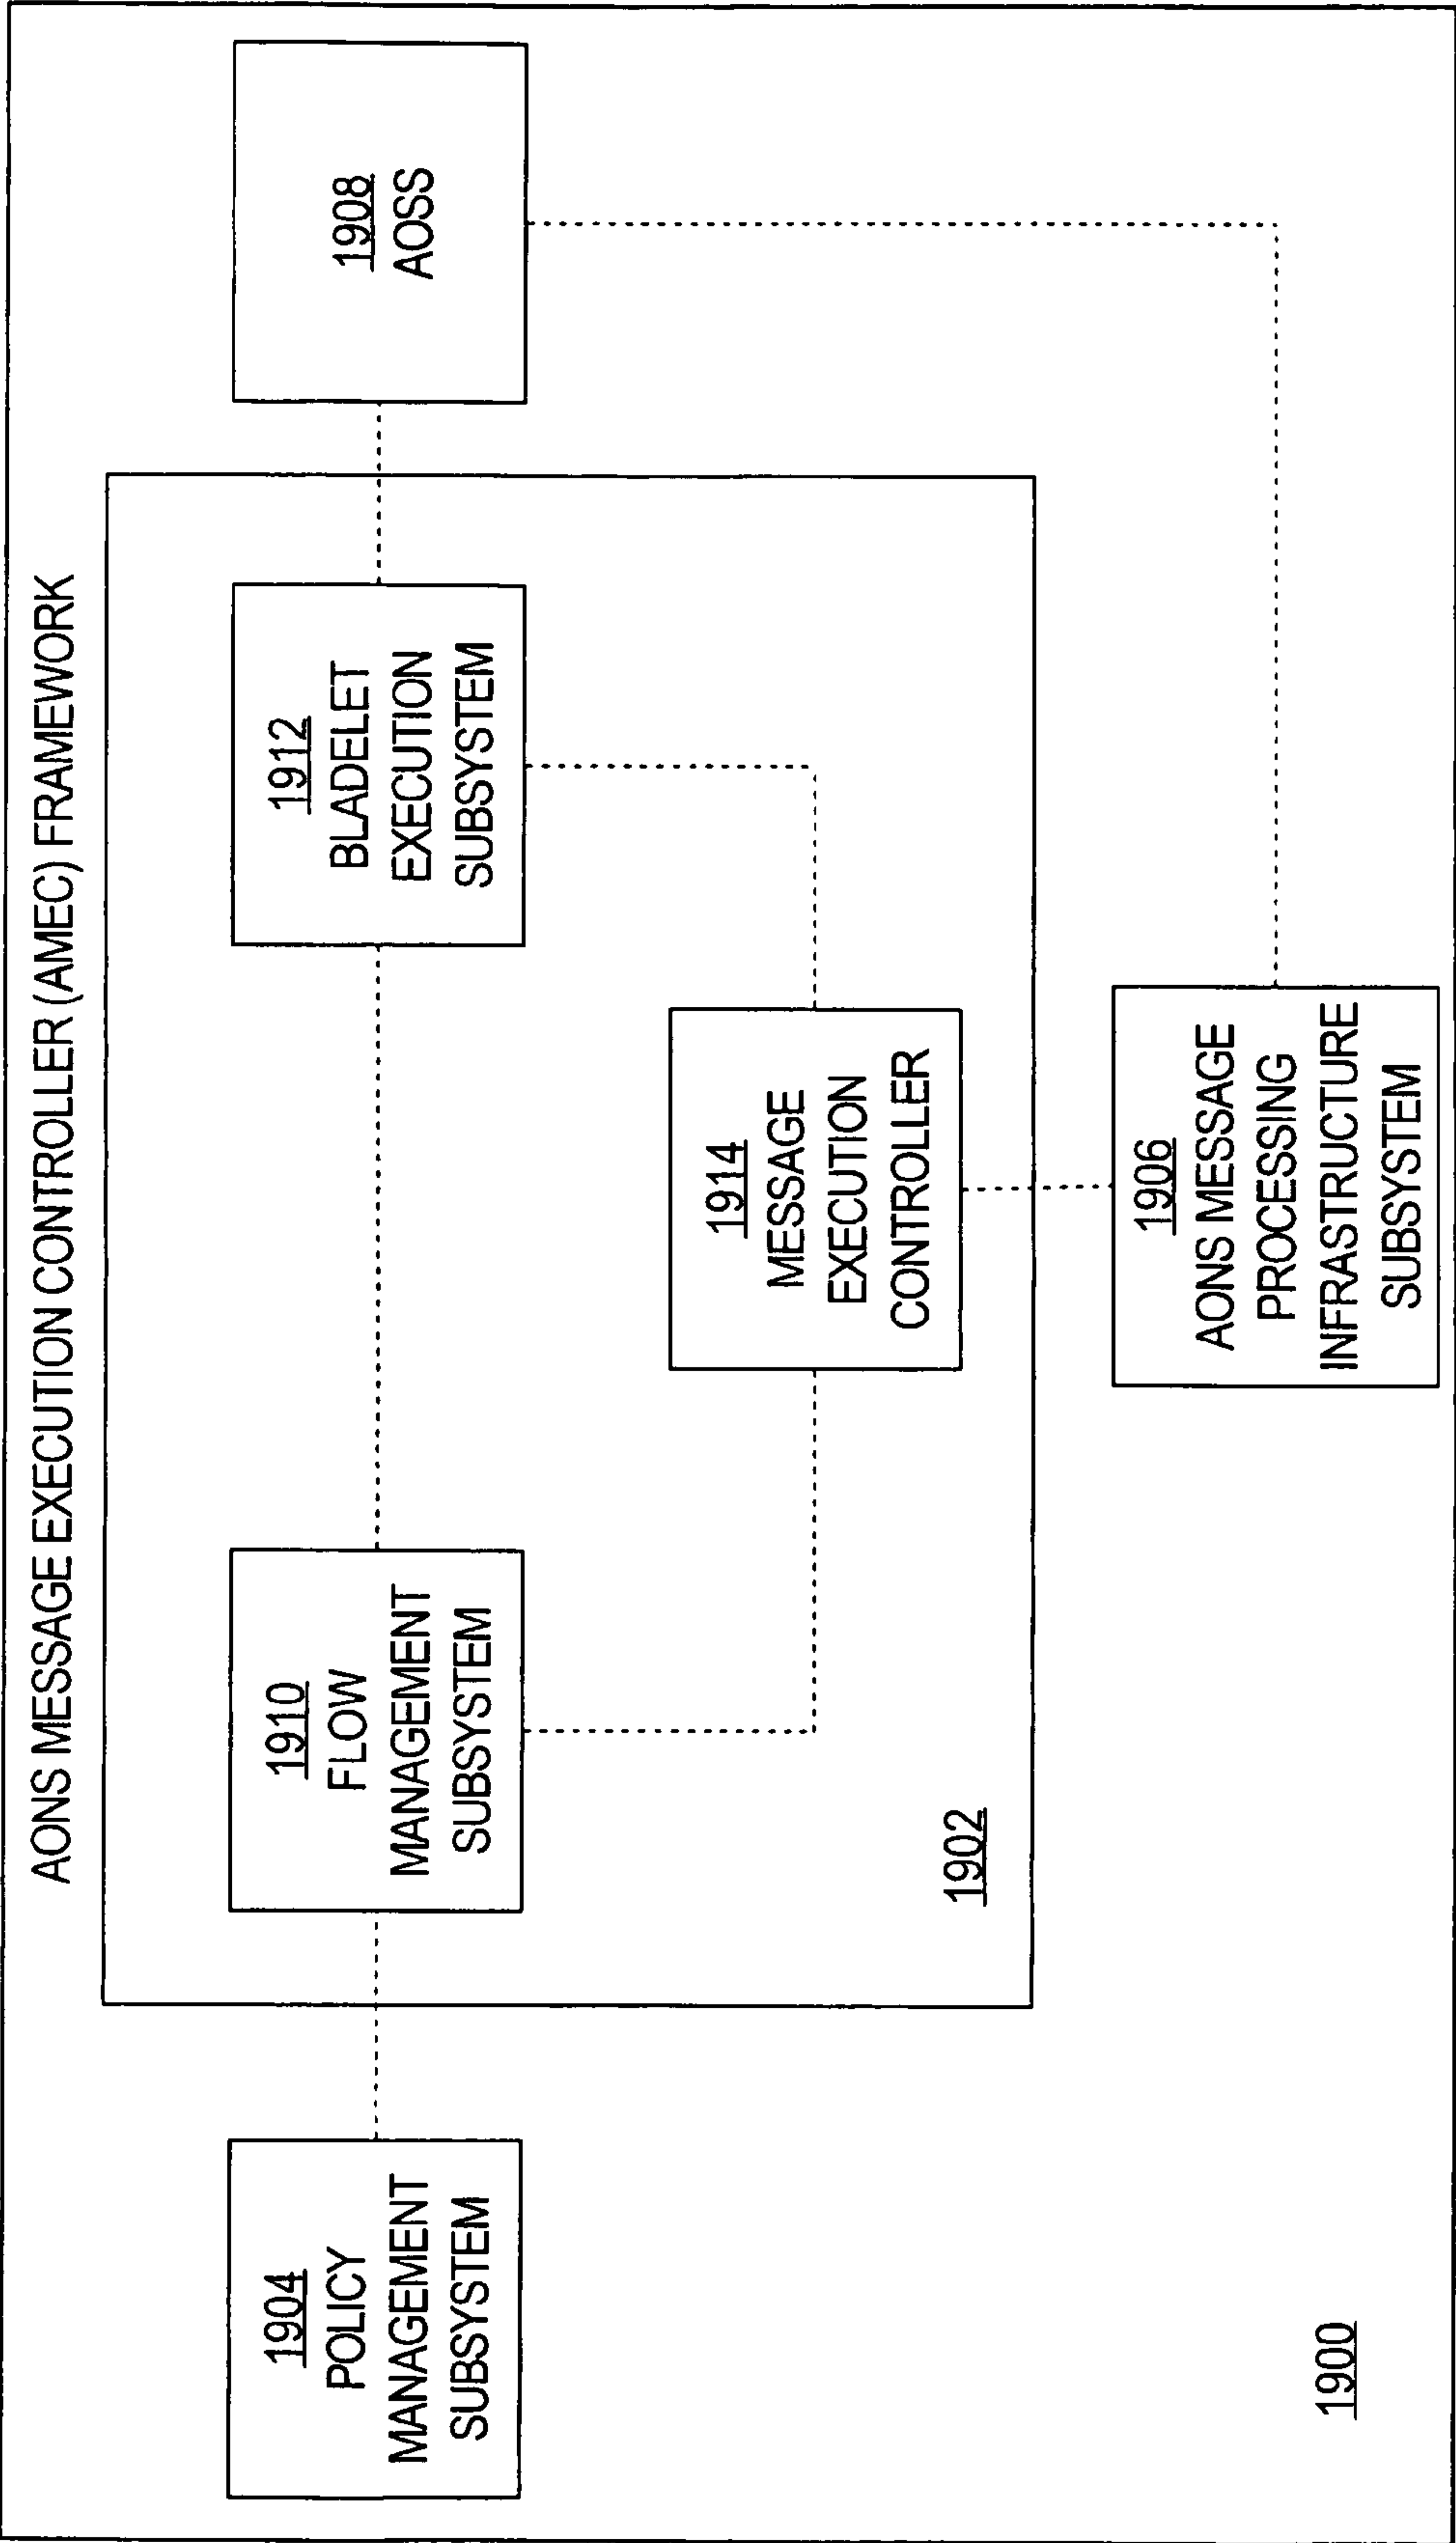 AONS MESSAGE EXECUTION CONTROLLER (AMEC) FRAMEWORK
1904
POLICY
MANAGEMENT
SUBSYSTEM
1910
FLOW
MANAGEMENT
SUBSYSTEM
1912
BLADELET
EXECUTION
SUBSYSTEM
1908
AOSS
1914
MESSAGE
EXECUTION
CONTROLLER
1902
1906
AONS MESSAGE
PROCESSING
INFRASTRUCTURE
SUBSYSTEM
1900